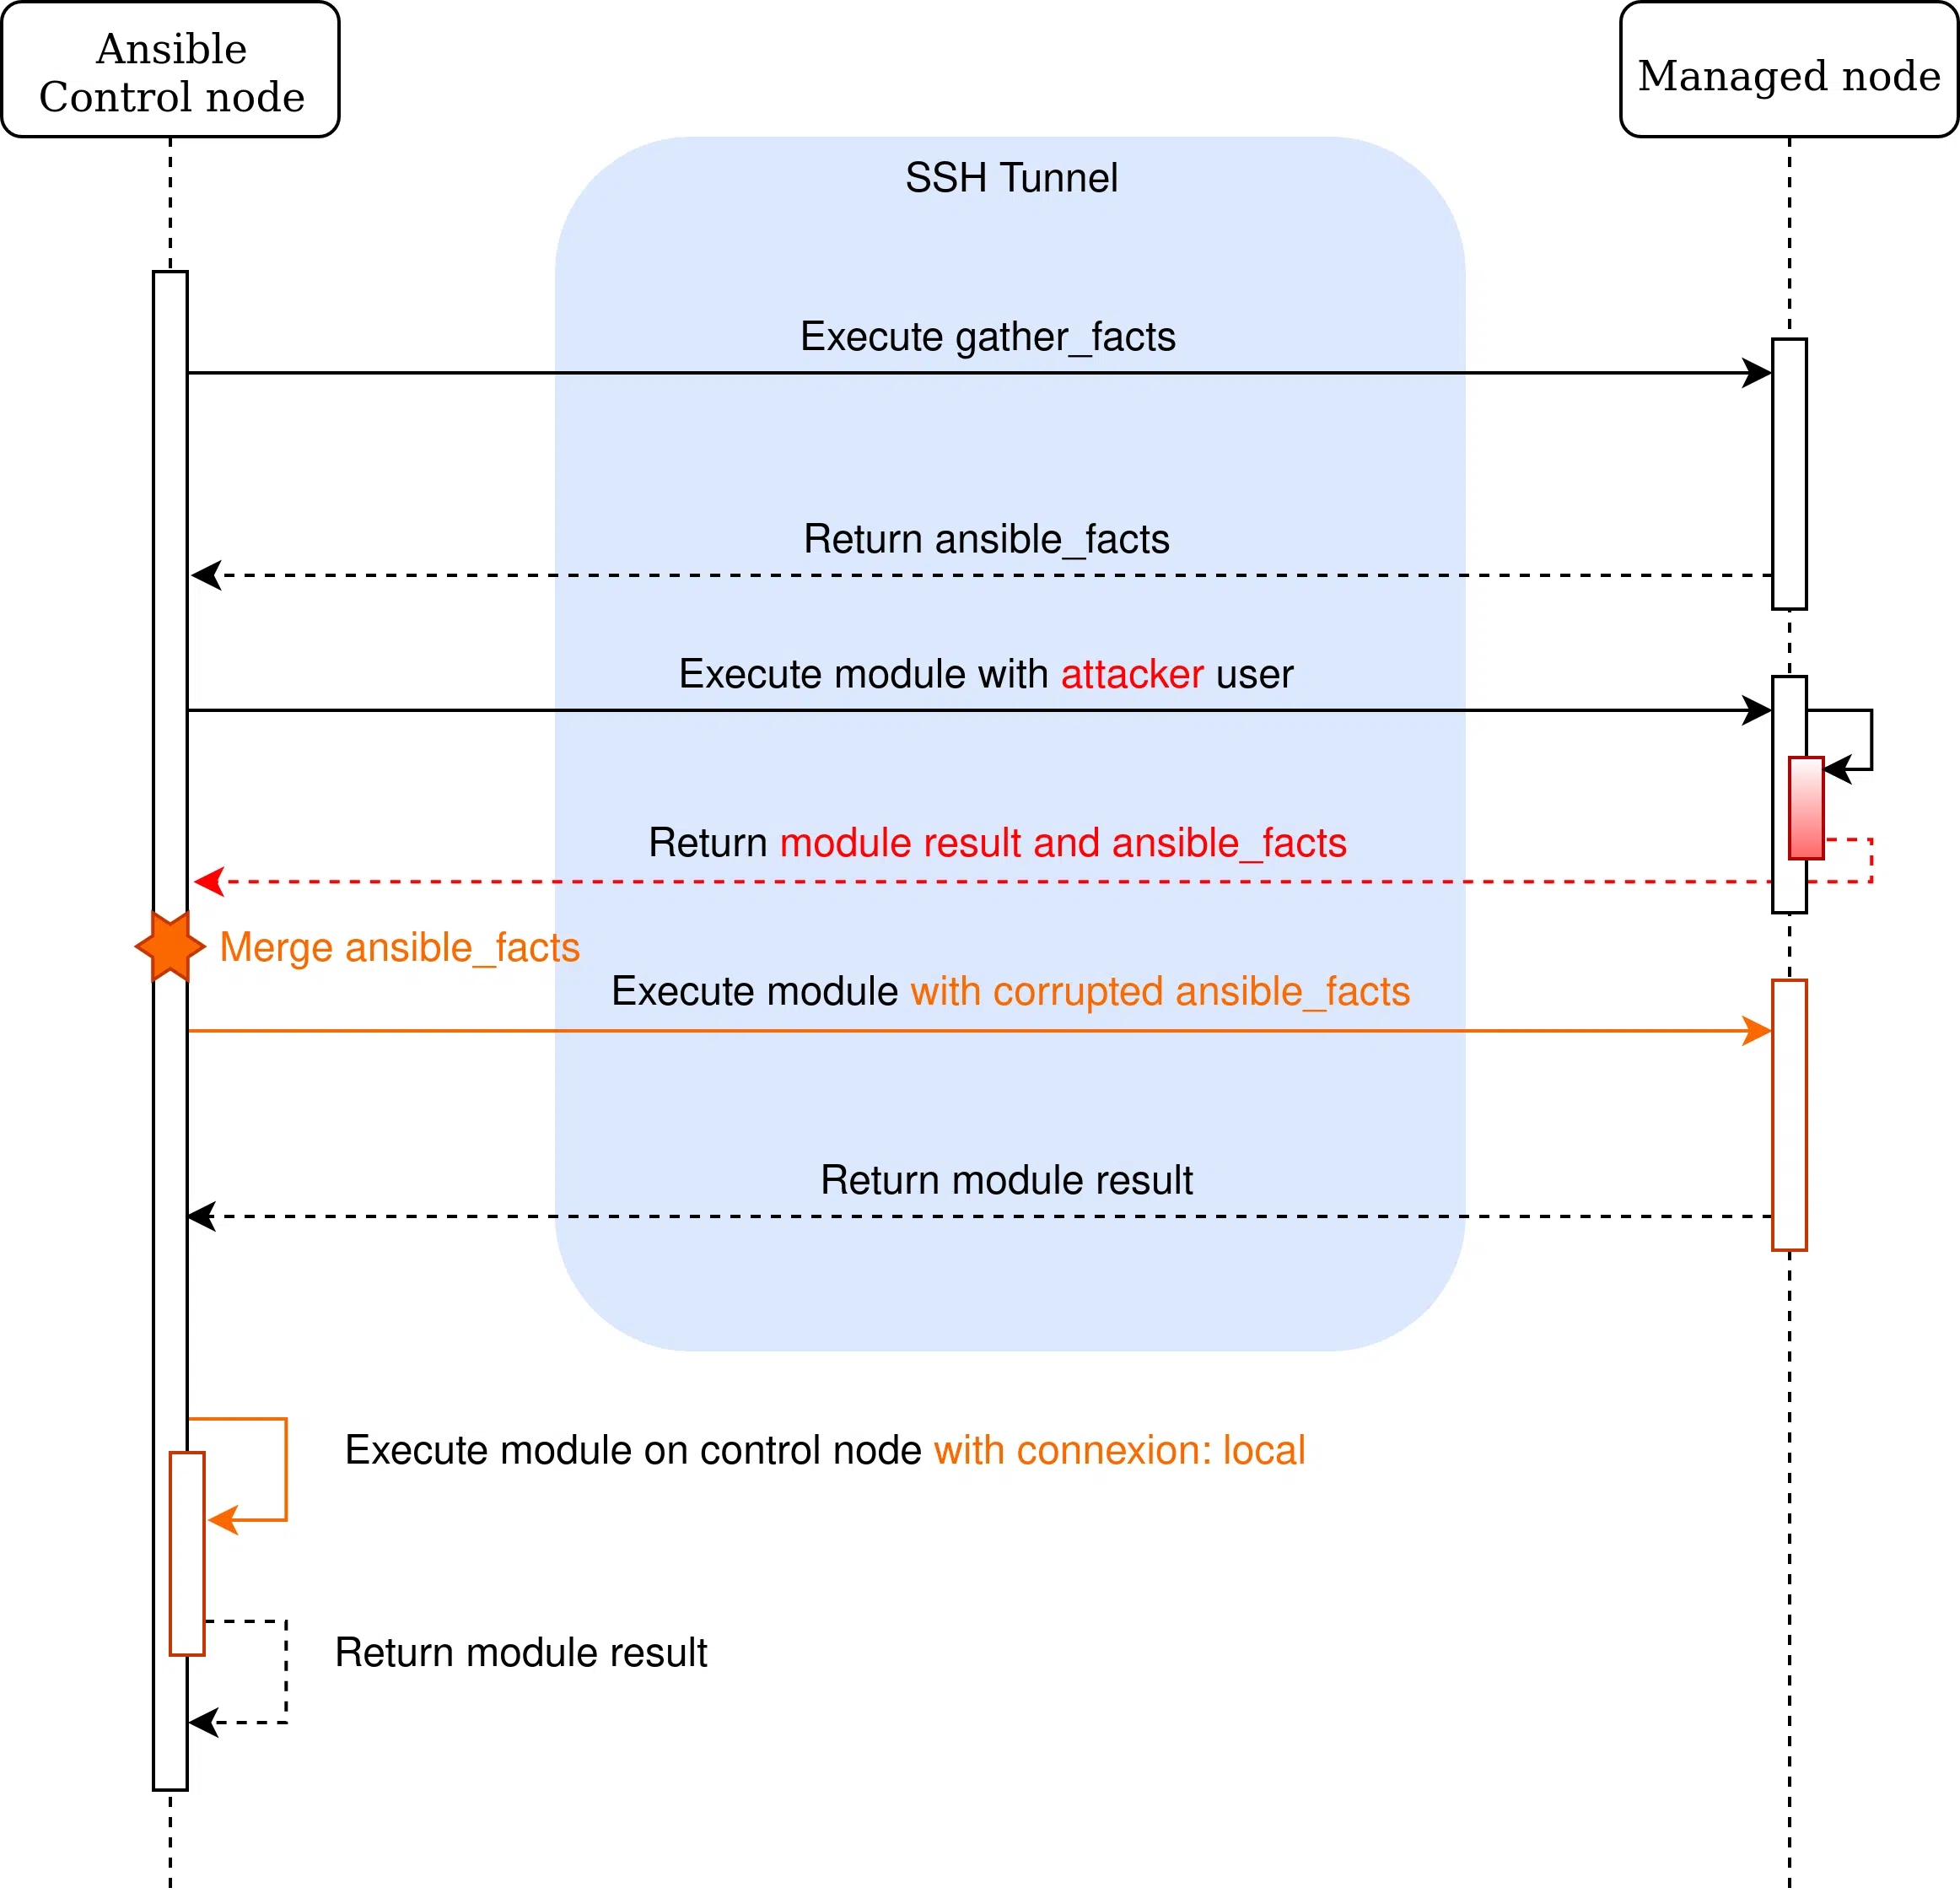 Ansible
Control node
Managed node
SSH Tunnel
Execute gather_facts
Return ansible_facts
Execute module with attacker user
Return module result and ansible_facts
Merge ansible_facts
Execute module with corrupted ansible_facts
Return module result
Execute module on control node with connexion: local
Return module result